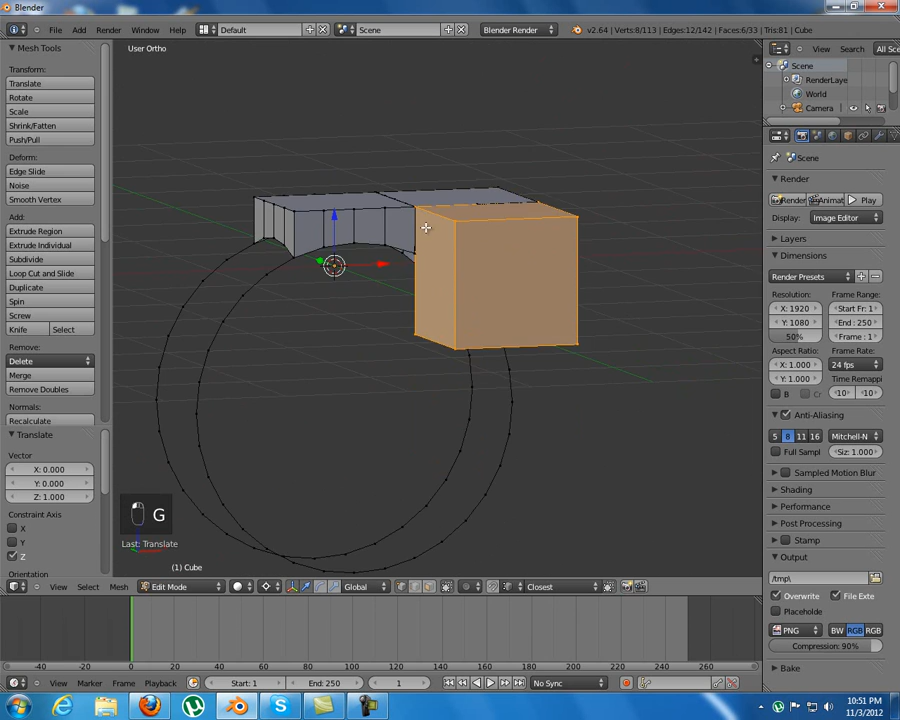 Blender
File Add Render Window Help Default Scene Blender Render v2.64 | Verts:8/113 | Edges:12/142 | Faces:6/33 | Tris:81 | Cube
Mesh Tools
Transform:
Translate
Rotate
Scale
Shrink/Fatten
Push/Pull
Deform:
Edge Slide
Noise
Smooth Vertex
Add:
Extrude Region
Extrude Individual
Subdivide
Loop Cut and Slide
Duplicate
Spin
Screw
Knife Select
Remove:
Delete
Merge
Remove Doubles
Normals:
Recalculate
Translate
Vector
X: 0.000
Y: 0.000
Z: 1.000
Constraint Axis
X
Y
Z
Orientation
User Ortho
G
Last: Translate
(1) Cube
View Select Mesh Edit Mode Global Closest
-40 -20 0 20 40 60 80 100 120 140 160 180 200 220 240 260
View Marker Frame Playback Start: 1 End: 250 1 No Sync
View Search All Sce
Scene
RenderLaye
World
Camera
Scene
Render
Render Animat Play
Display: Image Editor
Layers
Dimensions
Render Presets
Resolution: Frame Range:
X: 1920 Start Fr: 1
Y: 1080 End : 250
50% Frame : 1
Aspect Ratio: Frame Rate:
X: 1.000 24 fps
Y: 1.000 Time Remappi
B Cr 10 10
Anti-Aliasing
5 8 11 16 Mitchell-N
Full Sampl Siz: 1.000
Sampled Motion Blur
Shading
Performance
Post Processing
Stamp
Output
/tmp\
Overwrite File Exte
Placeholde
PNG BW RGB RGB
Compression: 90%
Bake
10:51 PM
11/3/2012